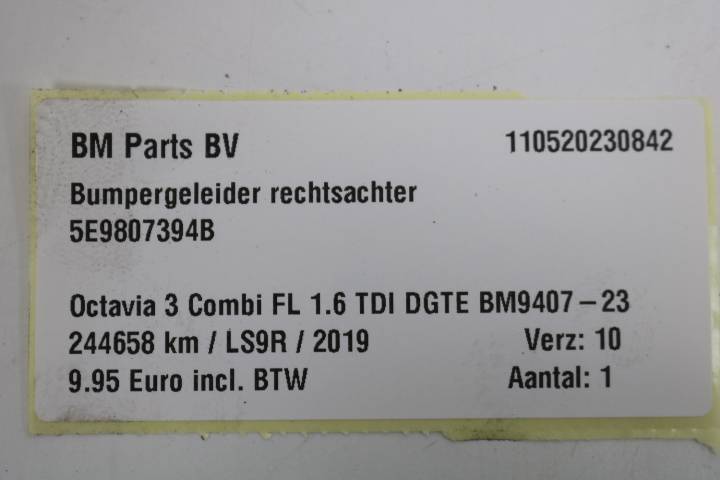 BM Parts BV 110520230842
Bumpergeleider rechtsachter
5E9807394B
Octavia 3 Combi FL 1.6 TDI DGTE BM9407-23
244658 km / LS9R / 2019 Verz: 10
9.95 Euro incl. BTW Aantal: 1